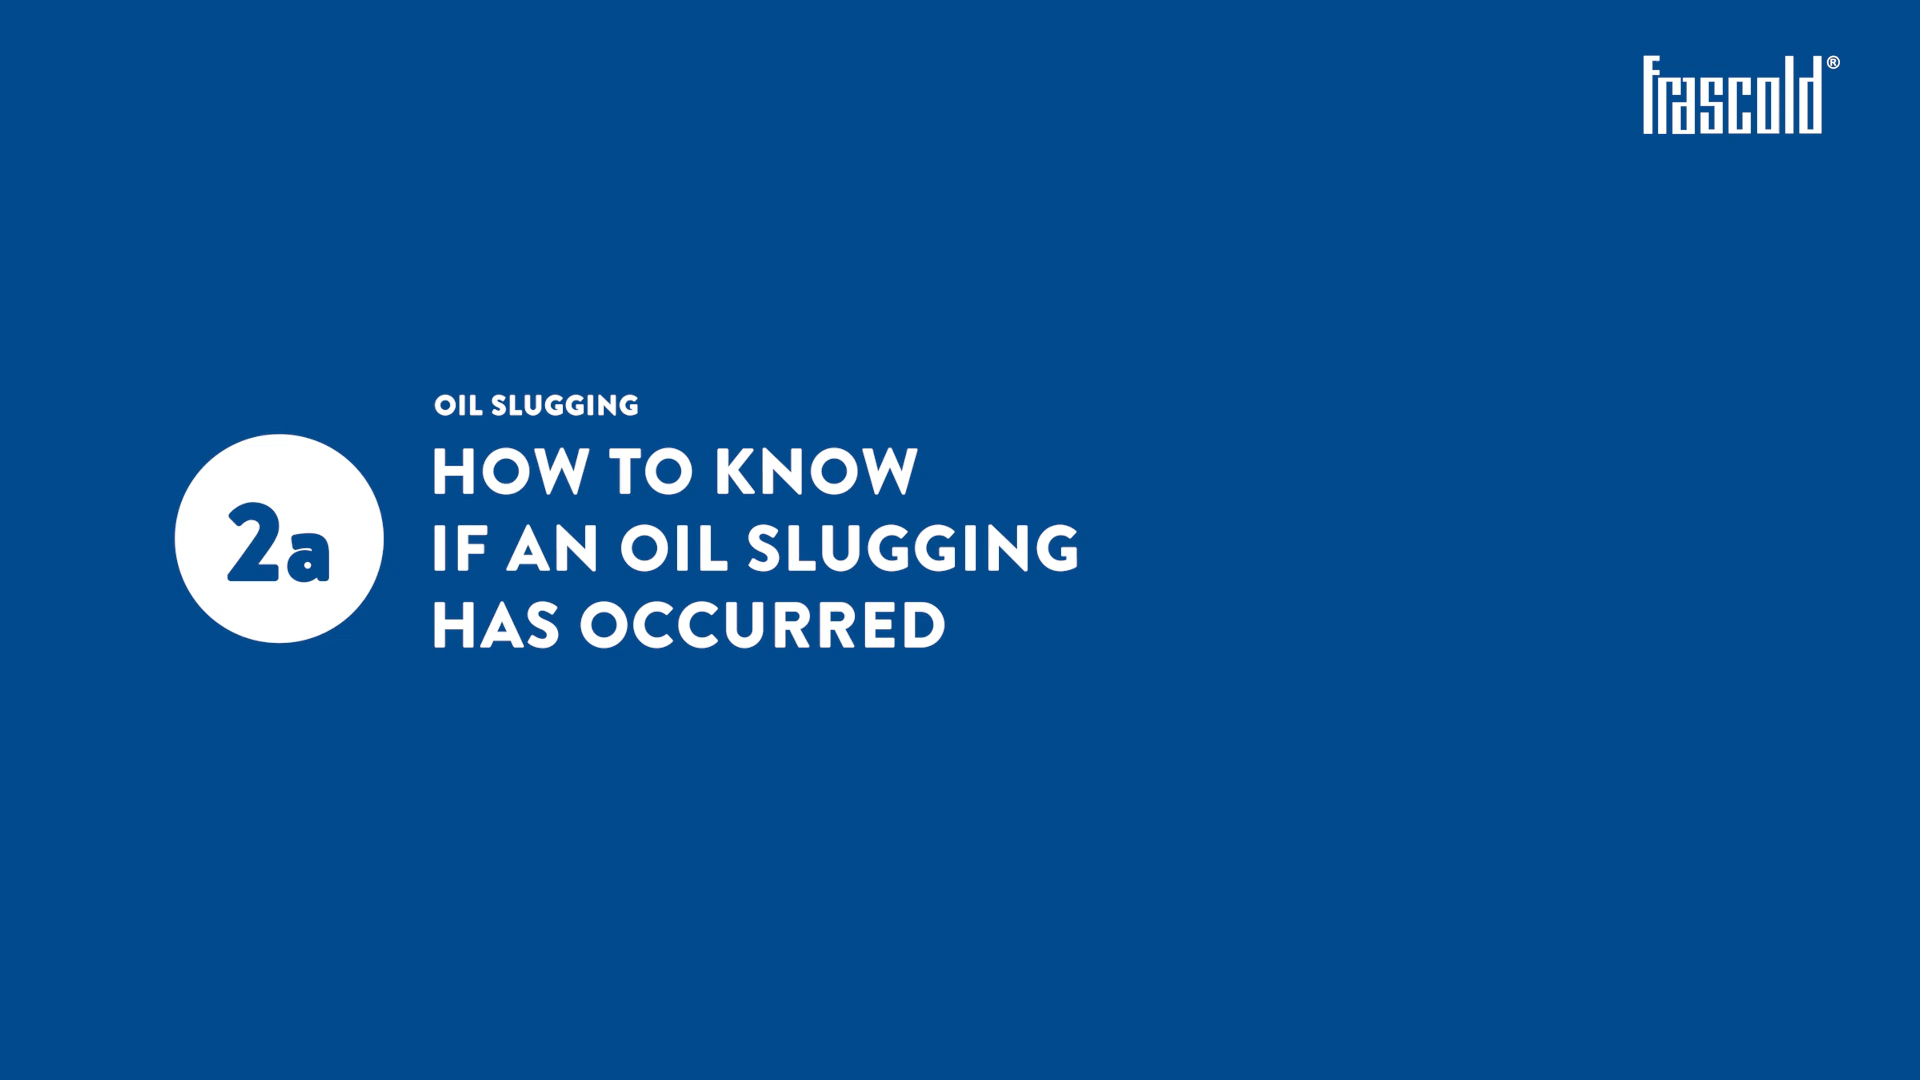 frascold®
OIL SLUGGING
HOW TO KNOW
2a
IF AN OIL SLUGGING
HAS OCCURRED